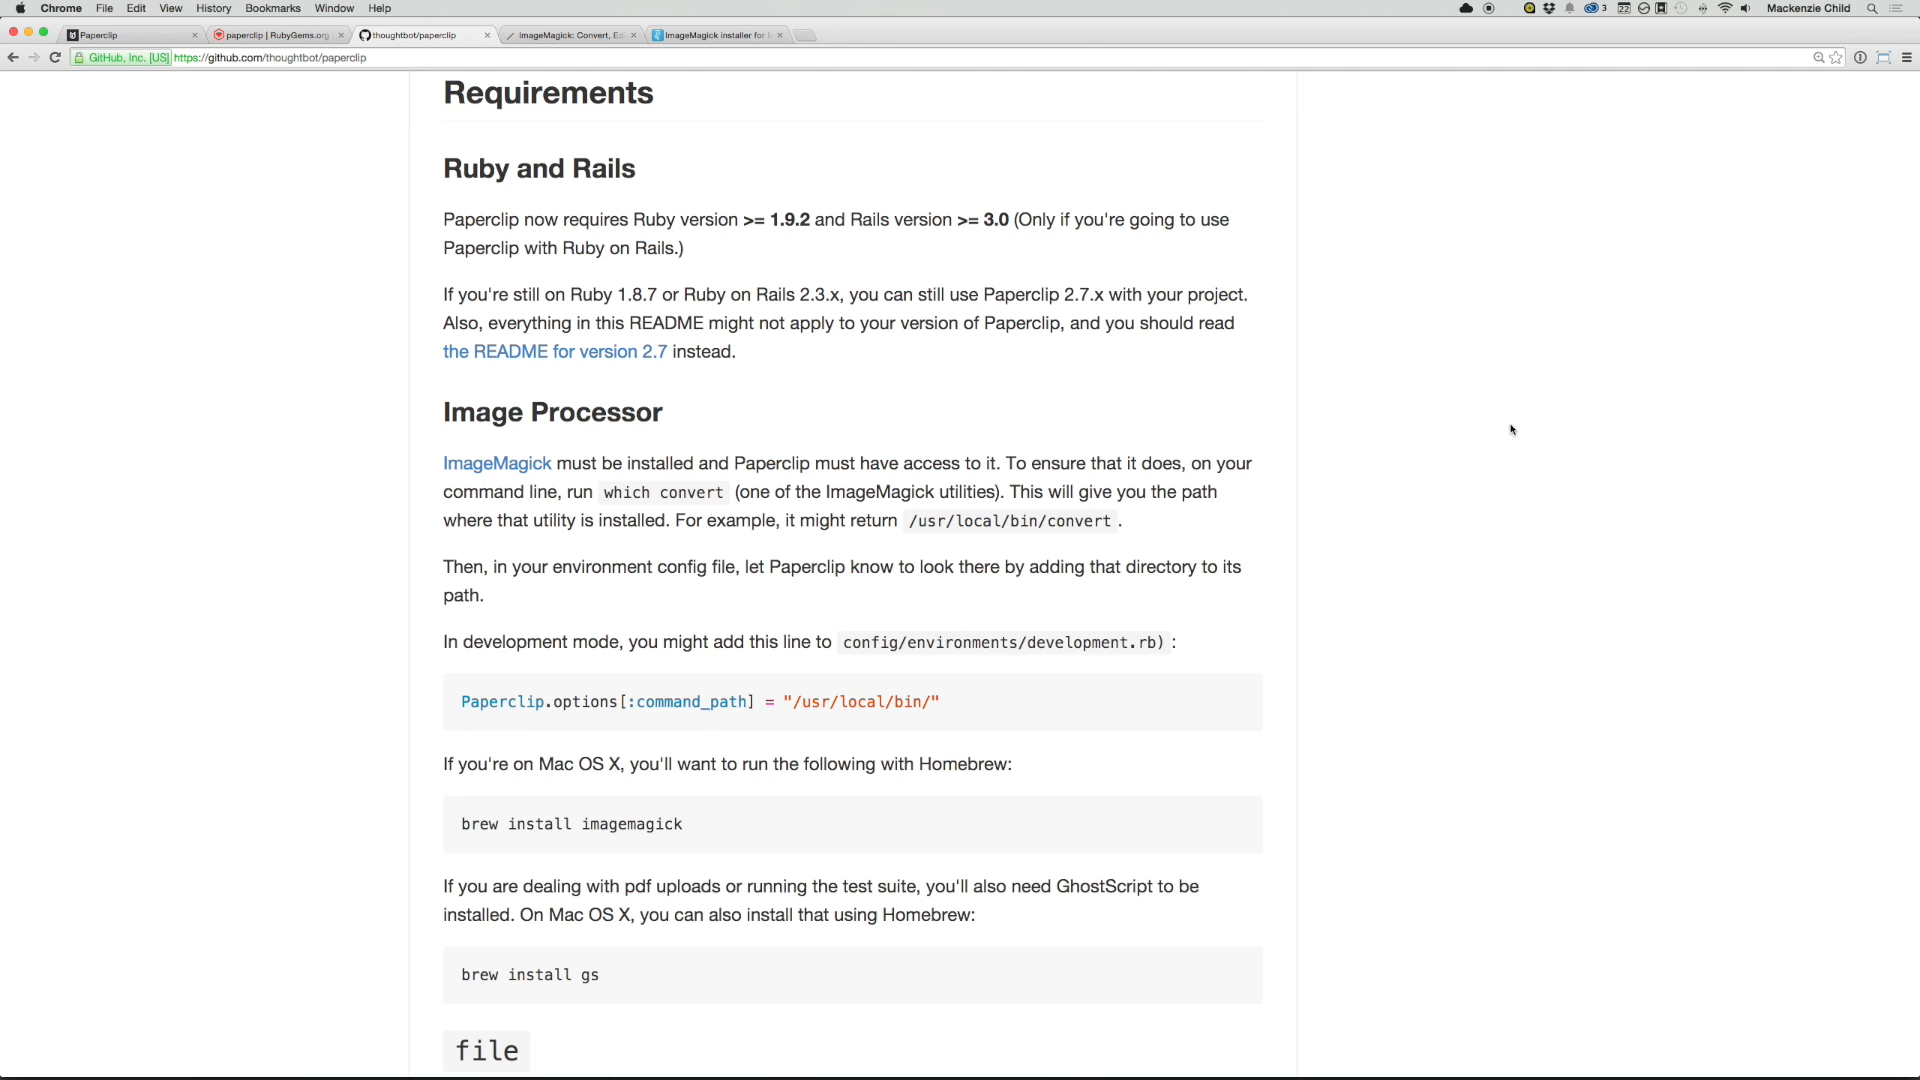 Chrome File Edit View History Bookmarks Window Help 3 22 Mackenzie Child
Paperclip paperclip | RubyGems.org thoughtbot/paperclip ImageMagick: Convert, Ed ImageMagick installer for
GitHub, Inc. [US] https://github.com/thoughtbot/paperclip
Requirements
Ruby and Rails
Paperclip now requires Ruby version >= 1.9.2 and Rails version >= 3.0 (Only if you're going to use
Paperclip with Ruby on Rails.)
If you're still on Ruby 1.8.7 or Ruby on Rails 2.3.x, you can still use Paperclip 2.7.x with your project.
Also, everything in this README might not apply to your version of Paperclip, and you should read
the README for version 2.7 instead.
Image Processor
ImageMagick must be installed and Paperclip must have access to it. To ensure that it does, on your
command line, run which convert (one of the ImageMagick utilities). This will give you the path
where that utility is installed. For example, it might return /usr/local/bin/convert .
Then, in your environment config file, let Paperclip know to look there by adding that directory to its
path.
In development mode, you might add this line to config/environments/development.rb) :
Paperclip.options[:command_path] = "/usr/local/bin/"
If you're on Mac OS X, you'll want to run the following with Homebrew:
brew install imagemagick
If you are dealing with pdf uploads or running the test suite, you'll also need GhostScript to be
installed. On Mac OS X, you can also install that using Homebrew:
brew install gs
file